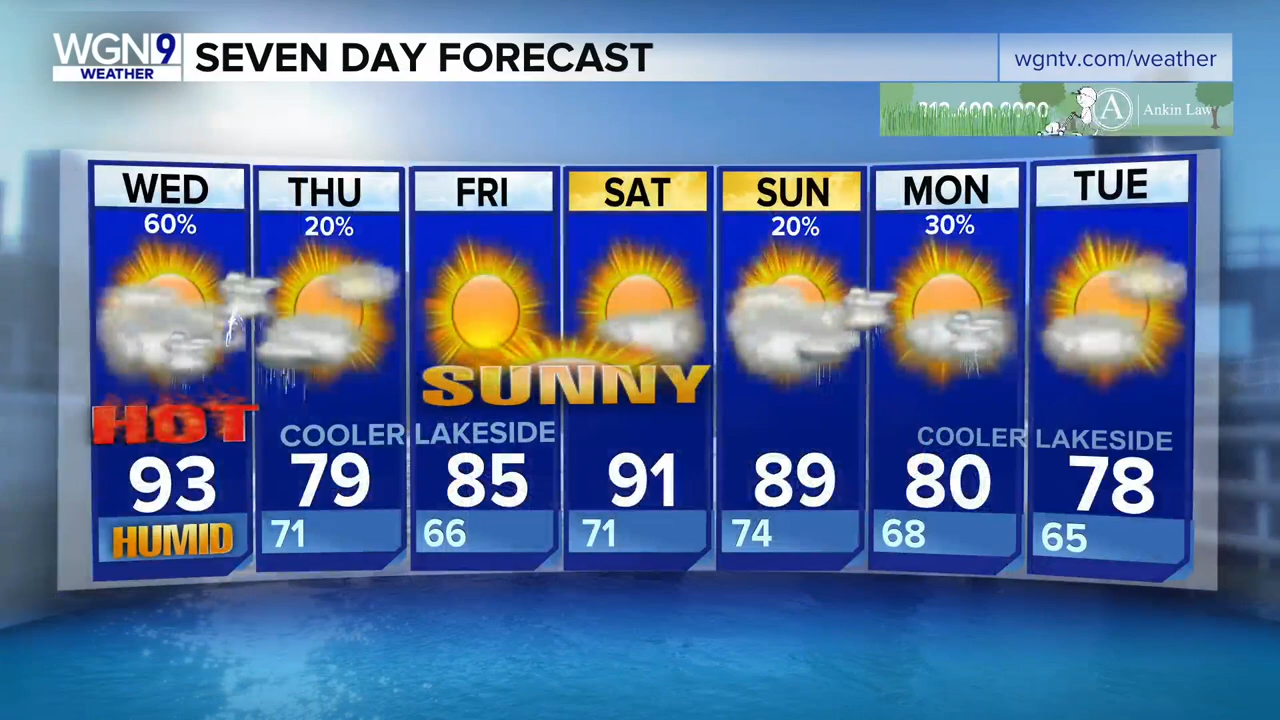 WGN 9
WEATHER
SEVEN DAY FORECAST
wgntv.com/weather
A
Ankin Law
WED THU FRI SAT SUN MON TUE
60% 20% 20% 30%
SUNNY
HOT
COOLER LAKESIDE COOLER LAKESIDE
93 79 85 91 89 80 78
HUMID 71 66 71 74 68 65